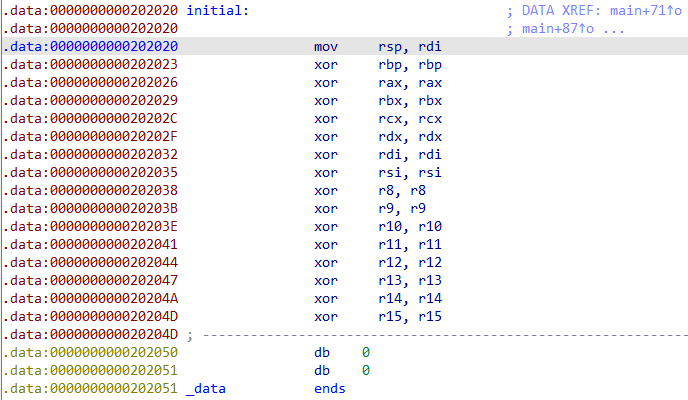 .data:0000000000202020 initial: ; DATA XREF: main+71↑o
.data:0000000000202020 ; main+87↑o ...
.data:0000000000202020 mov rsp, rdi
.data:0000000000202023 xor rbp, rbp
.data:0000000000202026 xor rax, rax
.data:0000000000202029 xor rbx, rbx
.data:000000000020202C xor rcx, rcx
.data:000000000020202F xor rdx, rdx
.data:0000000000202032 xor rdi, rdi
.data:0000000000202035 xor rsi, rsi
.data:0000000000202038 xor r8, r8
.data:000000000020203B xor r9, r9
.data:000000000020203E xor r10, r10
.data:0000000000202041 xor r11, r11
.data:0000000000202044 xor r12, r12
.data:0000000000202047 xor r13, r13
.data:000000000020204A xor r14, r14
.data:000000000020204D xor r15, r15
.data:000000000020204D ; ---------------------------------------------------------------
.data:0000000000202050 db 0
.data:0000000000202051 db 0
.data:0000000000202051 _data ends